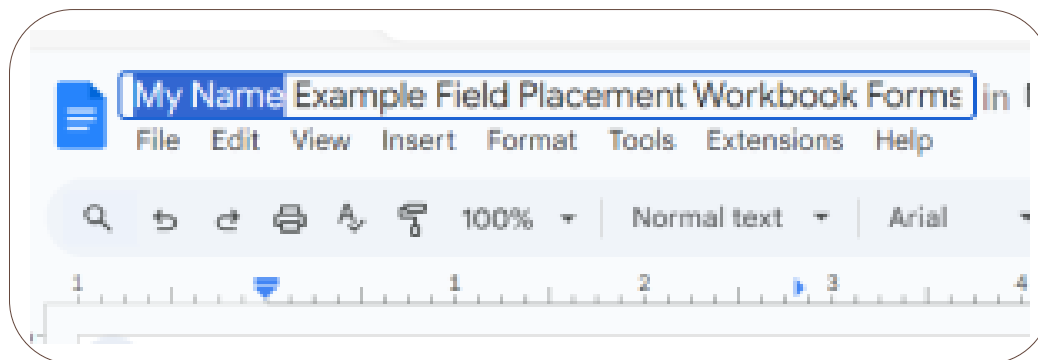 My Name Example Field Placement Workbook Forms in
File Edit View Insert Format Tools Extensions Help
100% Normal text Arial
1 1 2 3 4